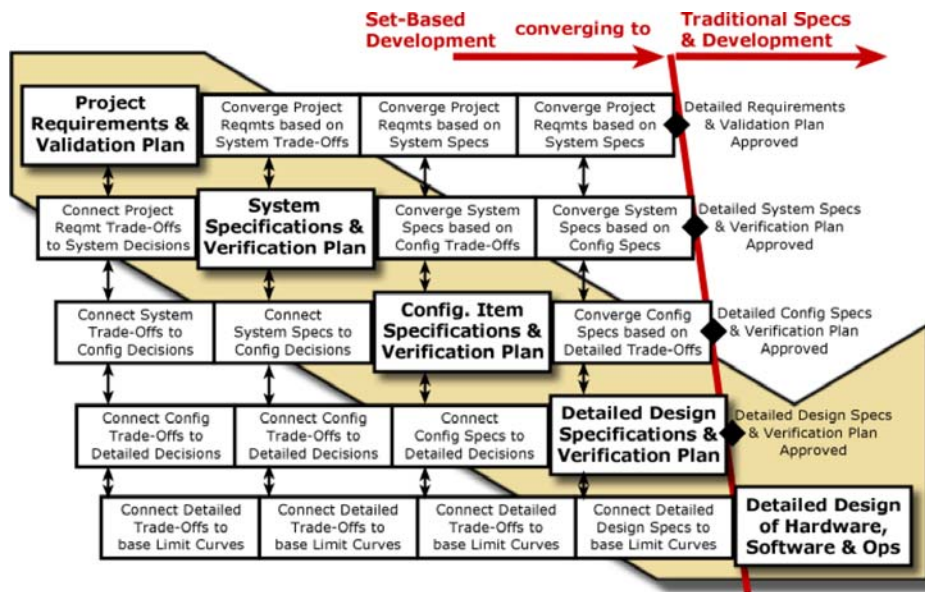 Set-Based
Development
converging to
Traditional Specs
& Development
Project
Requirements &
Validation Plan
Converge Project
Reqmts based on
System Trade-Offs
Converge Project
Reqmts based on
System Specs
Converge Project
Reqmts based on
System Specs
Detailed Requirements
& Validation Plan
Approved
Connect Project
Reqmt Trade-Offs
to System Decisions
System
Specifications &
Verification Plan
Converge System
Specs based on
Config Trade-Offs
Converge System
Specs based on
Config Specs
Detailed System Specs
& Verification Plan
Approved
Connect System
Trade-Offs to
Config Decisions
Connect
System Specs to
Config Decisions
Config. Item
Specifications &
Verification Plan
Converge Config
Specs based on
Detailed Trade-Offs
Detailed Config Specs
& Verification Plan
Approved
Connect Config
Trade-Offs to
Detailed Decisions
Connect Config
Trade-Offs to
Detailed Decisions
Connect
Config Specs to
Detailed Decisions
Detailed Design
Specifications &
Verification Plan
Detailed Design Specs
& Verification Plan
Approved
Connect Detailed
Trade-Offs to
base Limit Curves
Connect Detailed
Trade-Offs to
base Limit Curves
Connect Detailed
Trade-Offs to
base Limit Curves
Connect Detailed
Design Specs to
base Limit Curves
Detailed Design
of Hardware,
Software & Ops